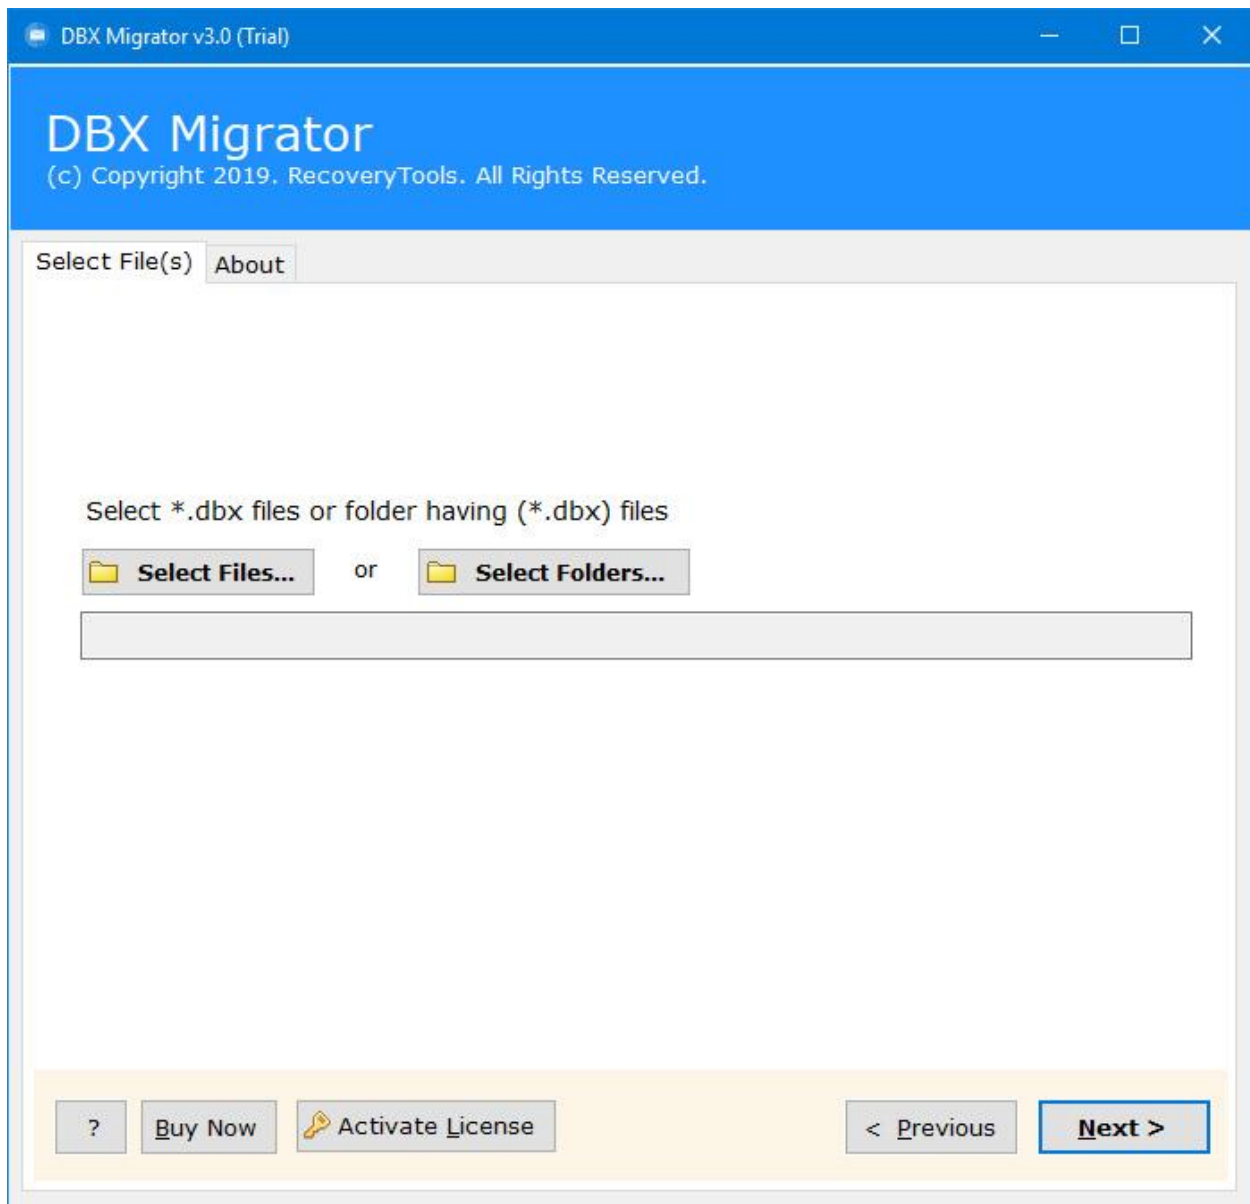 DBX Migrator v3.0 (Trial)
DBX Migrator
(c) Copyright 2019. RecoveryTools. All Rights Reserved.
Select File(s) About
Select *.dbx files or folder having (*.dbx) files
Select Files... or Select Folders...
? Buy Now Activate License < Previous Next >